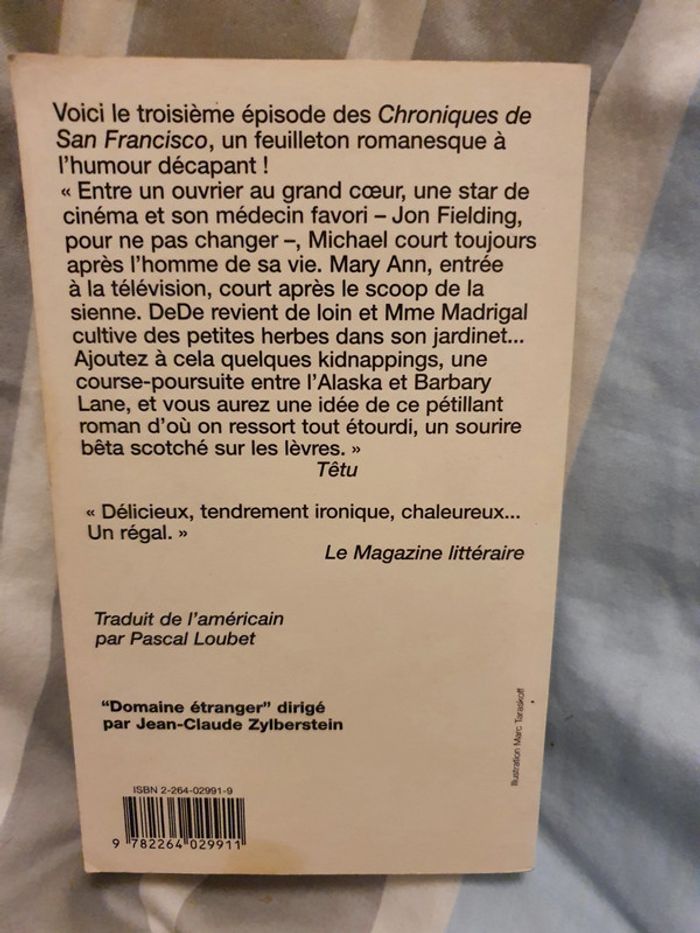 Voici le troisième épisode des Chroniques de
San Francisco, un feuilleton romanesque à
l'humour décapant !
« Entre un ouvrier au grand cœur, une star de
cinéma et son médecin favori – Jon Fielding,
pour ne pas changer –, Michael court toujours
après l'homme de sa vie. Mary Ann, entrée
à la télévision, court après le scoop de la
sienne. DeDe revient de loin et Mme Madrigal
cultive des petites herbes dans son jardinet...
Ajoutez à cela quelques kidnappings, une
course-poursuite entre l'Alaska et Barbary
Lane, et vous aurez une idée de ce pétillant
roman d'où on ressort tout étourdi, un sourire
bêta scotché sur les lèvres. »
Têtu
« Délicieux, tendrement ironique, chaleureux...
Un régal. »
Le Magazine littéraire
Traduit de l'américain
par Pascal Loubet
"Domaine étranger" dirigé
par Jean-Claude Zylberstein
Illustration Marc Taraskoff
ISBN 2-264-02991-9
9 782264 029911